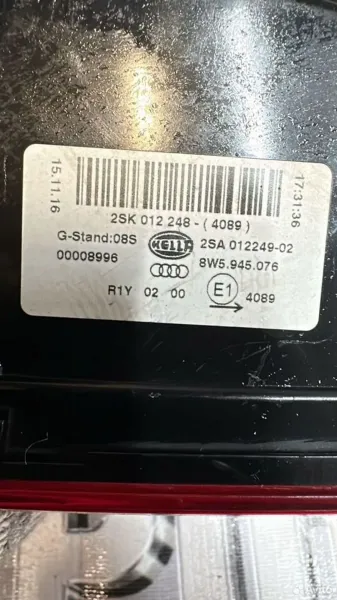 15.11.16
17:31:36
2SK 012 248 - ( 4089 )
G-Stand:08S HELLA 2SA 012249-02
00008996 8W5.945.076
R1Y 02 00 E1 4089